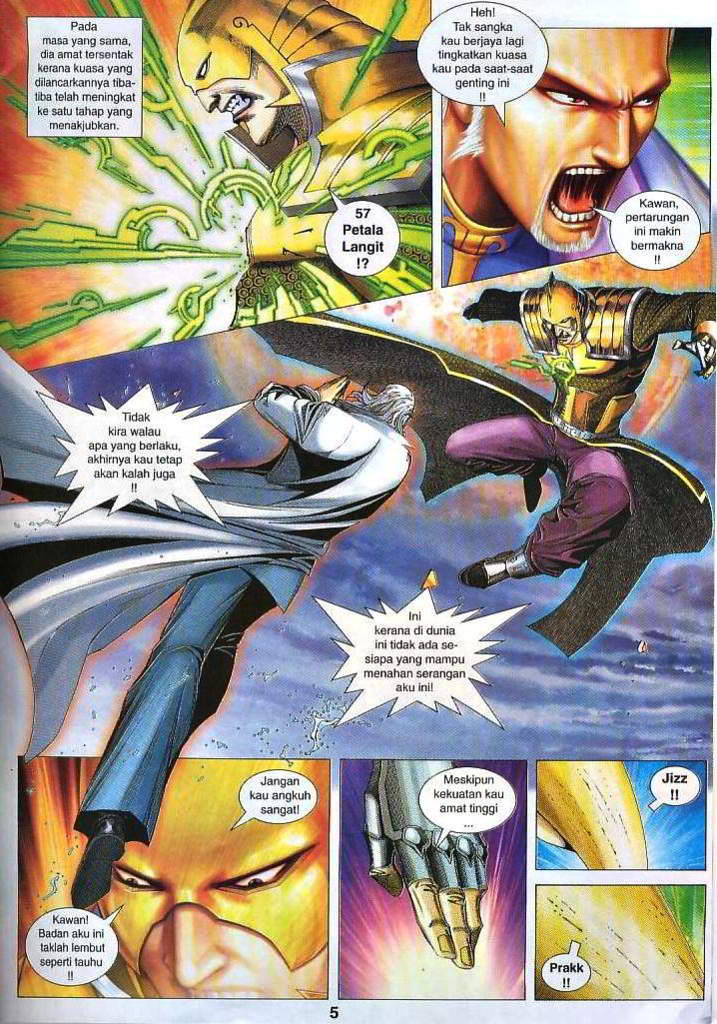 Pada
masa yang sama,
dia amat tersentak
kerana kuasa yang
dilancarkannya tiba-
tiba telah meningkat
ke satu tahap yang
menakjubkan.
57
Petala
Langit
!?
Heh!
Tak sangka
kau berjaya lagi
tingkatkan kuasa
kau pada saat-saat
genting ini
!!
Kawan,
pertarungan
ini makin
bermakna
!!
Tidak
kira walau
apa yang berlaku,
akhirnya kau tetap
akan kalah juga
!!
Ini
kerana di dunia
ini tidak ada se-
siapa yang mampu
menahan serangan
aku ini!
Jangan
kau angkuh
sangat!
Kawan!
Badan aku ini
taklah lembut
seperti tauhu
!!
Meskipun
kekuatan kau
amat tinggi
...
Jizz
!!
Prakk
!!
5